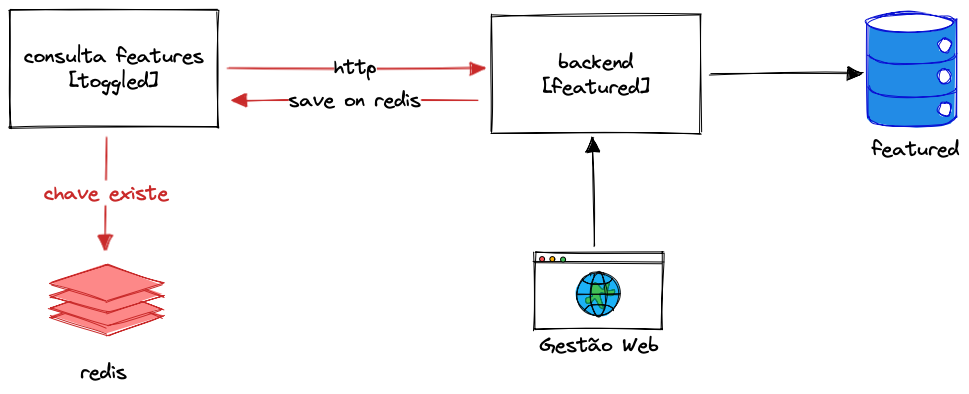 consulta features
[toggled]
http
save on redis
backend
[featured]
featured
chave existe
redis
Gestão Web